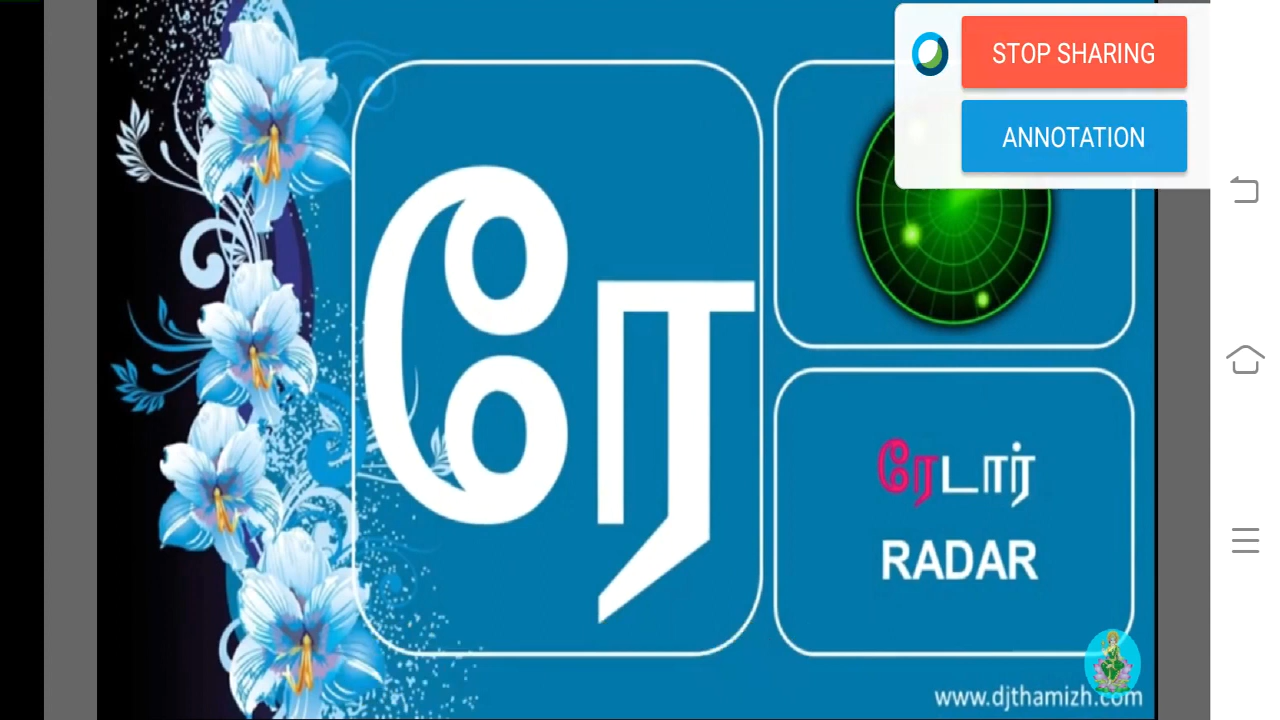 STOP SHARING
ANNOTATION
ரே
ரேடார்
RADAR
www.djthamizh.com